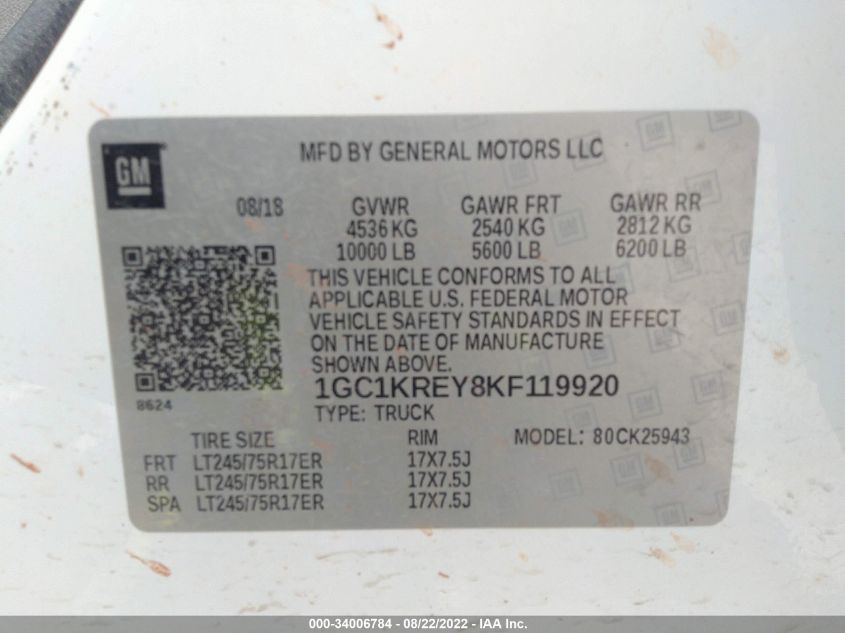 GM
MFD BY GENERAL MOTORS LLC
08/18 GVWR GAWR FRT GAWR RR
4536 KG 2540 KG 2812 KG
10000 LB 5600 LB 6200 LB
THIS VEHICLE CONFORMS TO ALL
APPLICABLE U.S. FEDERAL MOTOR
VEHICLE SAFETY STANDARDS IN EFFECT
ON THE DATE OF MANUFACTURE
SHOWN ABOVE.
1GC1KREY8KF119920
8624
TYPE: TRUCK
TIRE SIZE RIM MODEL: 80CK25943
FRT LT245/75R17ER 17X7.5J
RR LT245/75R17ER 17X7.5J
SPA LT245/75R17ER 17X7.5J
000-34006784 - 08/22/2022 - IAAI.com